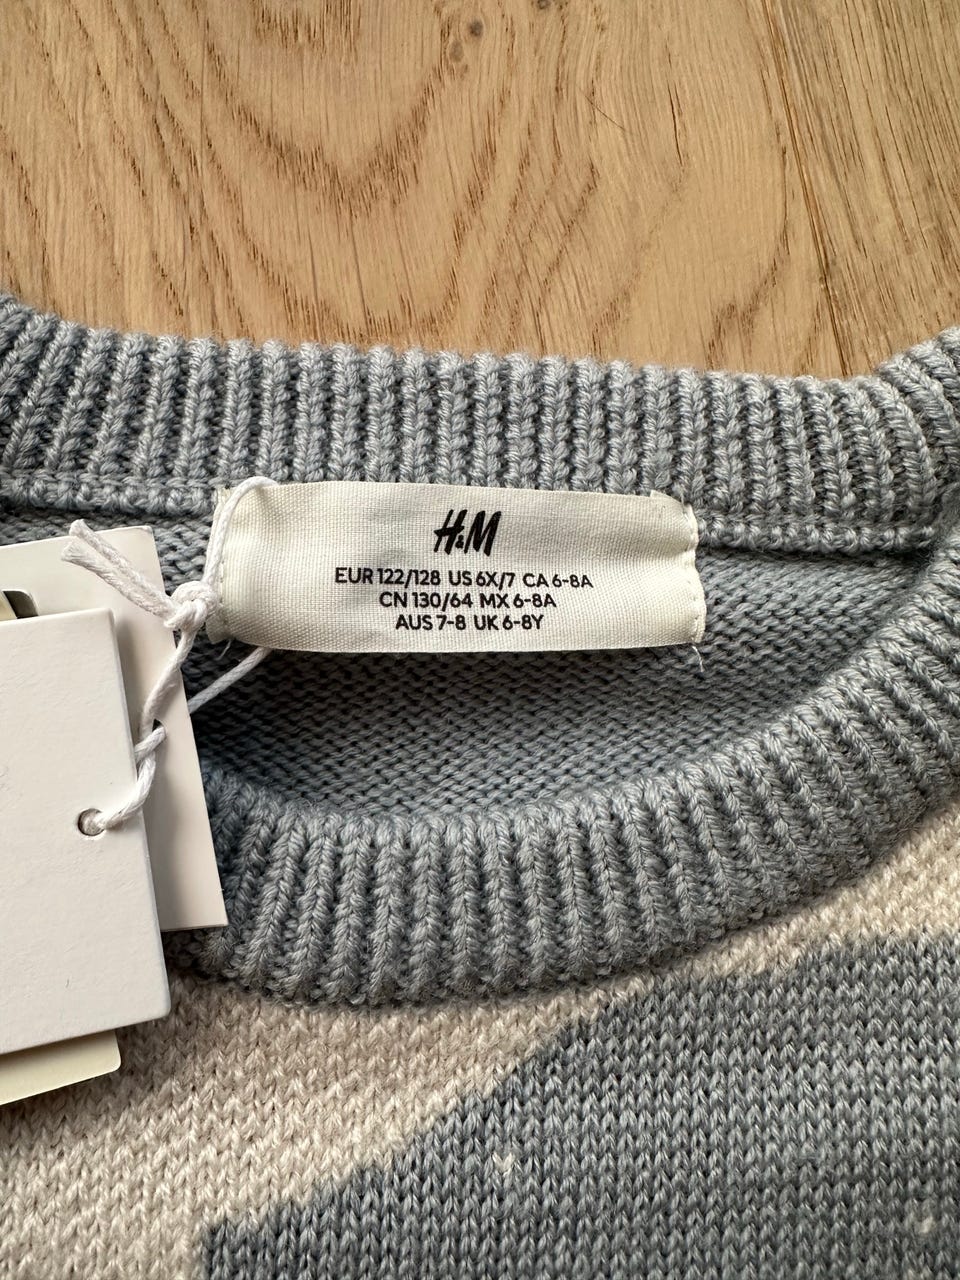 H&M
EUR 122/128 US 6X/7 CA 6-8A
CN 130/64 MX 6-8A
AUS 7-8 UK 6-8Y